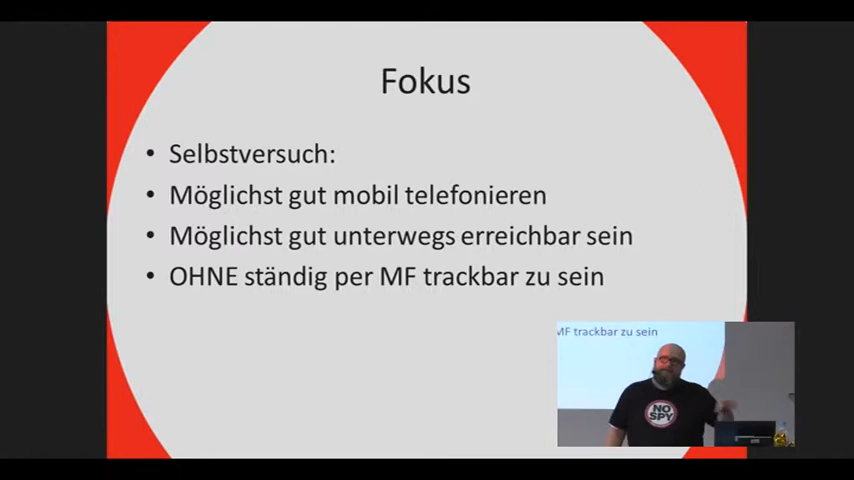 Fokus
• Selbstversuch:
• Möglichst gut mobil telefonieren
• Möglichst gut unterwegs erreichbar sein
• OHNE ständig per MF trackbar zu sein
MF trackbar zu sein
NO
SPY